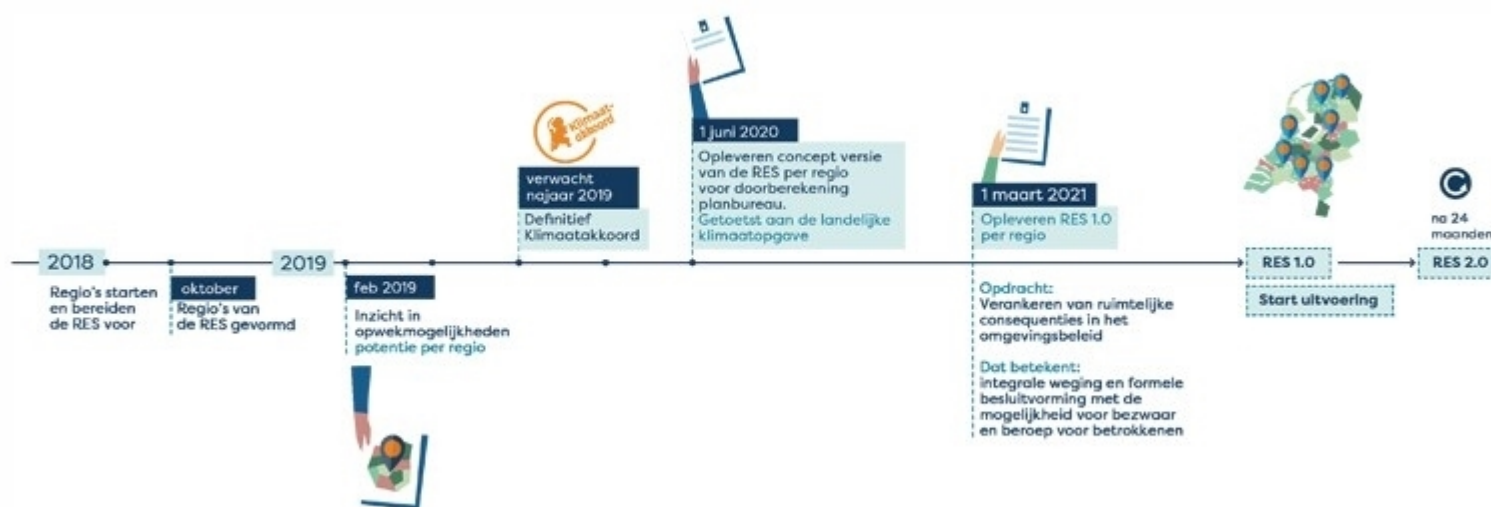 2018
Regio's starten
en bereiden
de RES voor
oktober
Regio's van
de RES gevormd
2019
feb 2019
Inzicht in
opwekmogelijkheden
potentie per regio
Klimaat-
akkoord
verwacht
najaar 2019
Definitief
Klimaatakkoord
1 juni 2020
Opleveren concept versie
van de RES per regio
voor doorberekening
planbureau.
Getoetst aan de landelijke
klimaatopgave
1 maart 2021
Opleveren RES 1.0
per regio
Opdracht:
Verankeren van ruimtelijke
consequenties in het
omgevingsbeleid
Dat betekent:
integrale weging en formele
besluitvorming met de
mogelijkheid voor bezwaar
en beroep voor betrokkenen
RES 1.0
Start uitvoering
na 24
maanden
RES 2.0